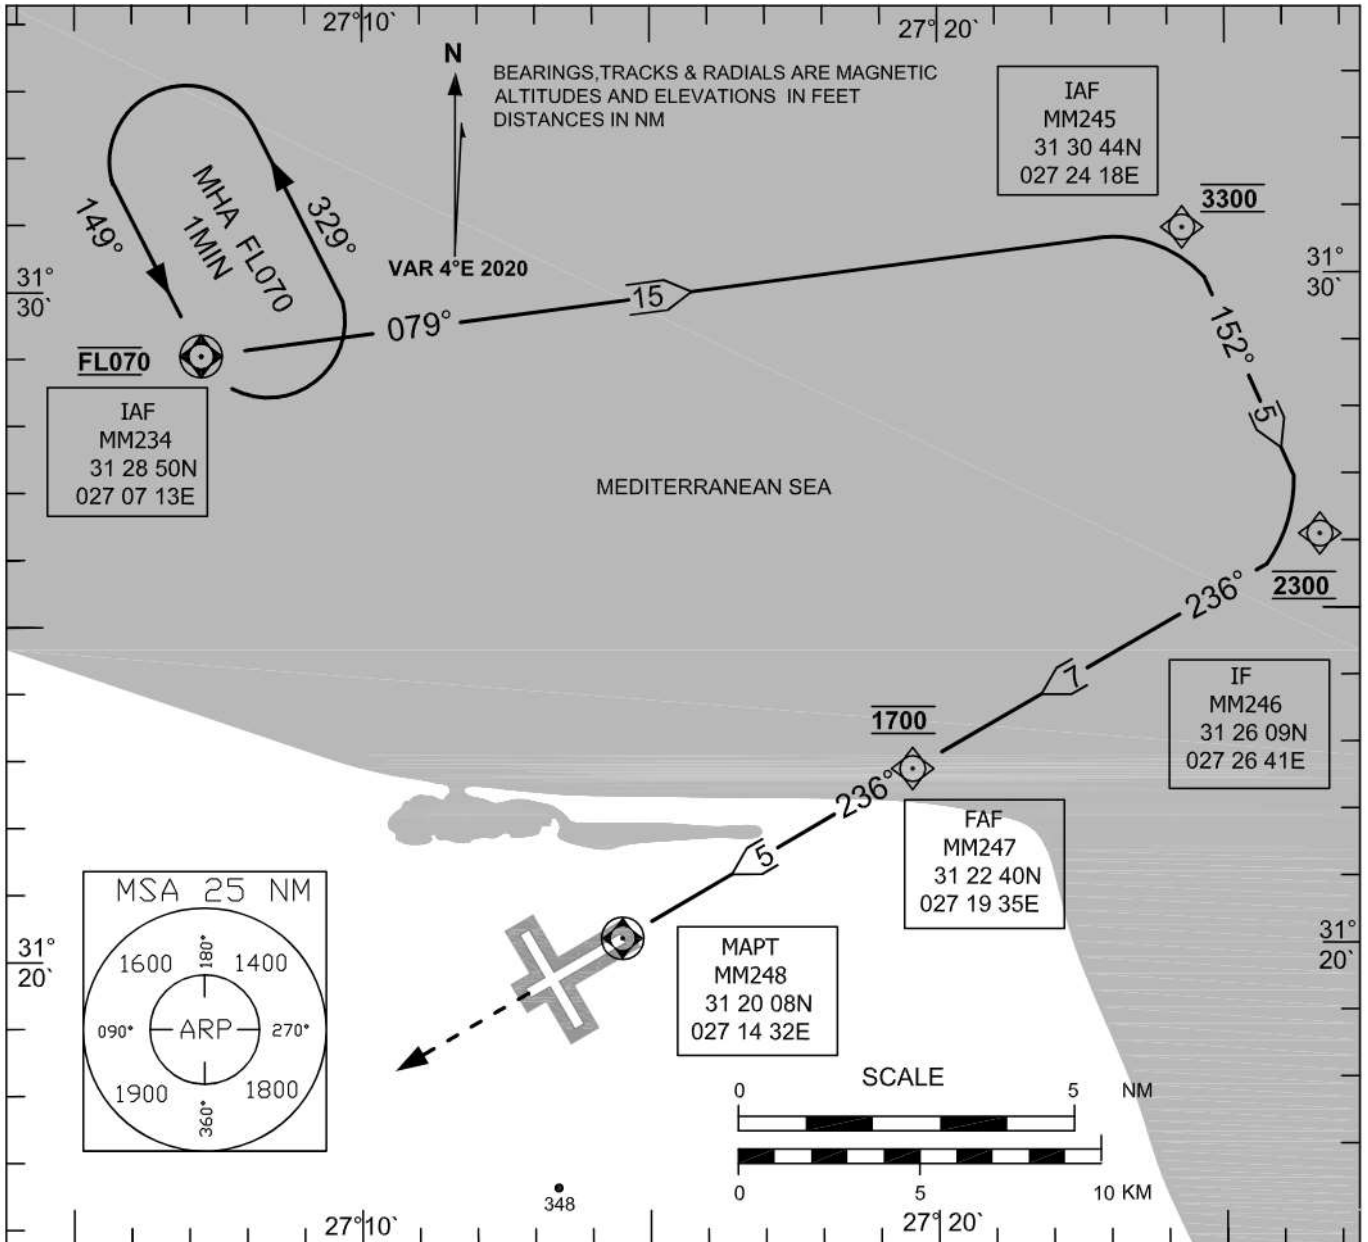 27°10`
27°20`
N
BEARINGS,TRACKS & RADIALS ARE MAGNETIC
ALTITUDES AND ELEVATIONS IN FEET
DISTANCES IN NM
IAF
MM245
31 30 44N
027 24 18E
3300
MHA FL070
1MIN
149°
329°
VAR 4°E 2020
31°
30`
31°
30`
15
079°
152°
5
FL070
IAF
MM234
31 28 50N
027 07 13E
MEDITERRANEAN SEA
2300
236°
7
IF
MM246
31 26 09N
027 26 41E
1700
236°
5
FAF
MM247
31 22 40N
027 19 35E
MAPT
MM248
31 20 08N
027 14 32E
31°
20`
31°
20`
MSA 25 NM
1600
180°
1400
090°
ARP
270°
1900
360°
1800
SCALE
0
5
NM
0
5
10 KM
348
27°10`
27°20`